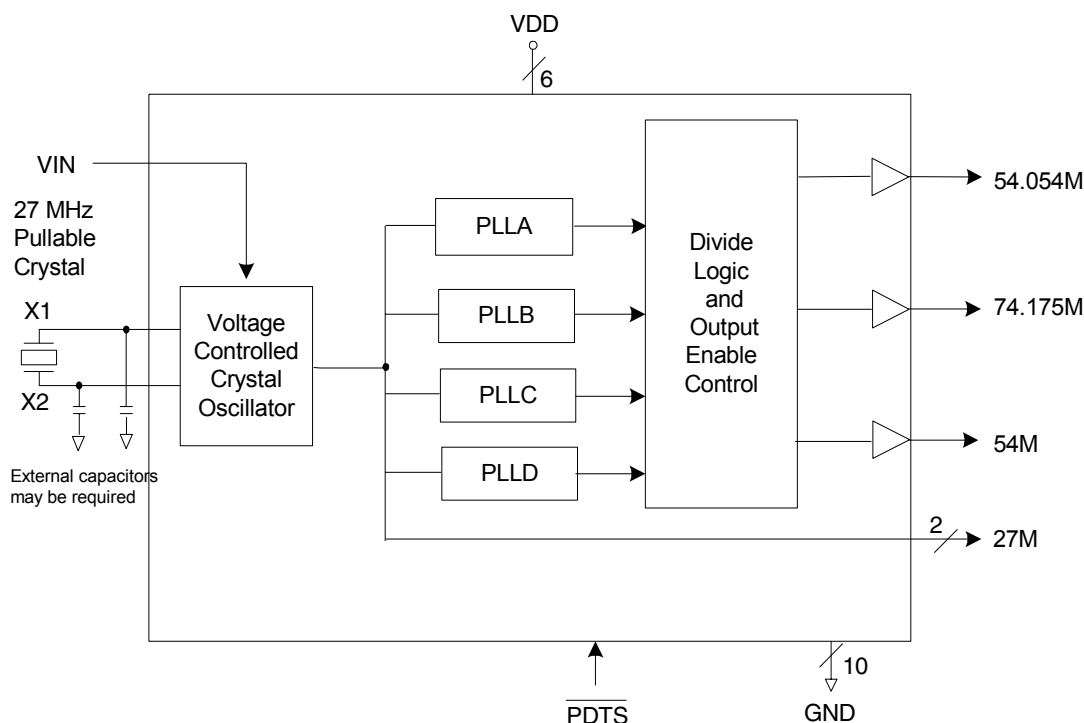 VDD
6
VIN
27 MHz
Pullable
Crystal
X1
X2
External capacitors
may be required
Voltage
Controlled
Crystal
Oscillator
PLLA
PLLB
PLLC
PLLD
Divide
Logic
and
Output
Enable
Control
54.054M
74.175M
54M
2
27M
PDTS
10
GND